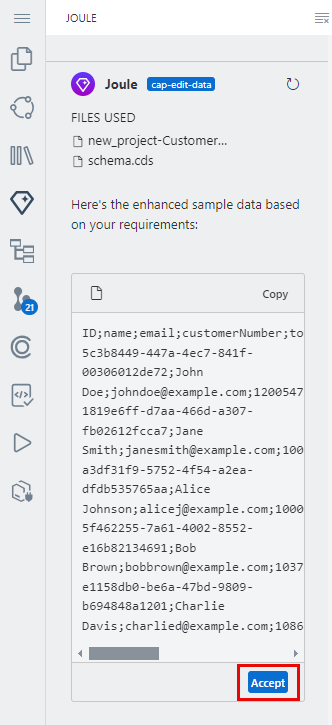 JOULE
Joule cap-edit-data
FILES USED
new_project-Customer...
schema.cds
Here's the enhanced sample data based
on your requirements:
Copy
ID;name;email;customerNumber;to
5c3b8449-447a-4ec7-841f-
00306012de72;John
Doe;johndoe@example.com;1200547
1819e6ff-d7aa-466d-a307-
fb02612fcca7;Jane
Smith;janesmith@example.com;100
a3df31f9-5752-4f54-a2ea-
dfdb535765aa;Alice
Johnson;alicej@example.com;1000
5f462255-7a61-4002-8552-
e16b82134691;Bob
21
Brown;bobbrown@example.com;1037
e1158db0-be6a-47bd-9809-
b694848a1201;Charlie
Davis;charlied@example.com;1086
Accept